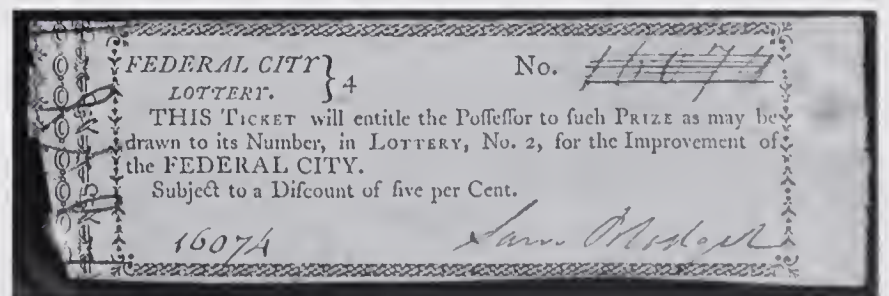 FEDERAL CITY
LOTTERY. } 4 No.
THIS TICKET will entitle the Poſſeſſor to ſuch PRIZE as may be
drawn to its Number, in LOTTERY, No. 2, for the Improvement of
the FEDERAL CITY.
Subject to a Diſcount of five per Cent.
16074 Sam Blodget